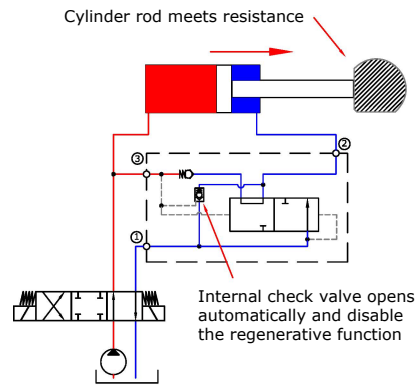 Cylinder rod meets resistance
②
③
①
Internal check valve opens
automatically and disable
the regenerative function